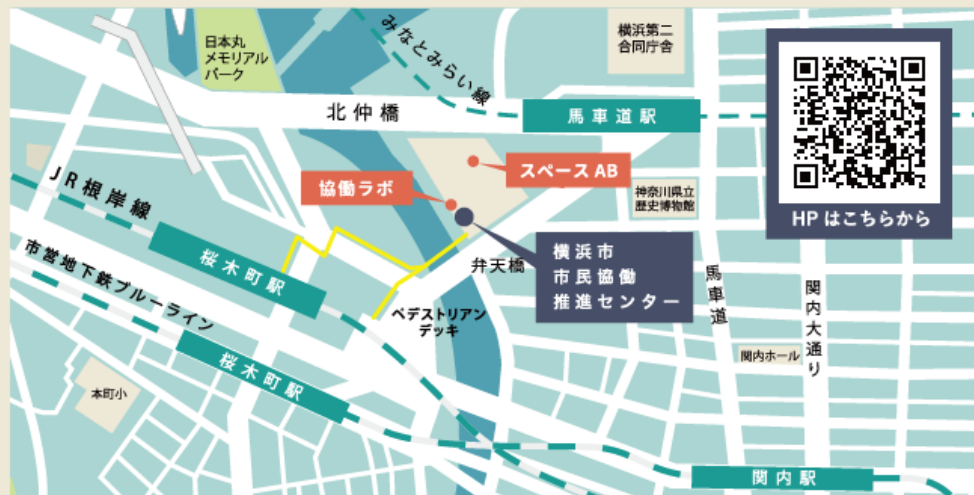 日本丸
メモリアル
パーク
みなとみらい線
横浜第二
合同庁舎
北仲橋
馬車道駅
スペース AB
協働ラボ
神奈川県立
歴史博物館
HP はこちらから
JR根岸線
桜木町駅
市営地下鉄ブルーライン
弁天橋
横浜市
市民協働
推進センター
馬車道
関内大通り
ペデストリアン
デッキ
関内ホール
桜木町駅
本町小
関内駅